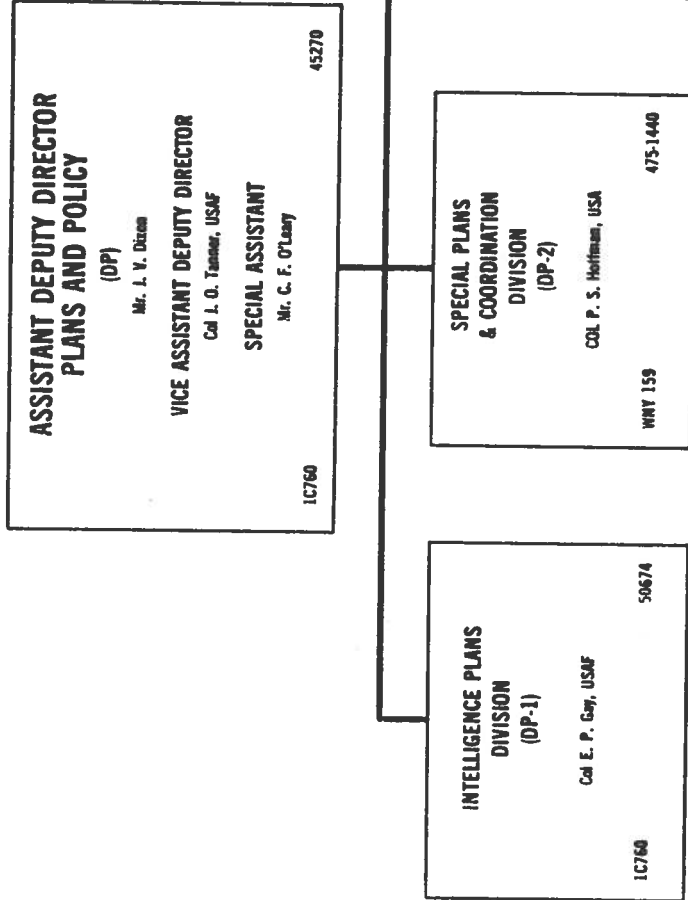 ASSISTANT DEPUTY DIRECTOR
PLANS AND POLICY
(DP)
Mr. J. V. Dixon
VICE ASSISTANT DEPUTY DIRECTOR
Col J. O. Tanner, USAF
SPECIAL ASSISTANT
Mr. C. F. O'Leary
1C760 45270
INTELLIGENCE PLANS
DIVISION
(DP-1)
Col E. P. Gay, USAF
1C760 50674
SPECIAL PLANS
& COORDINATION
DIVISION
(DP-2)
COL P. S. Hoffman, USA
WNY 159 475-1440